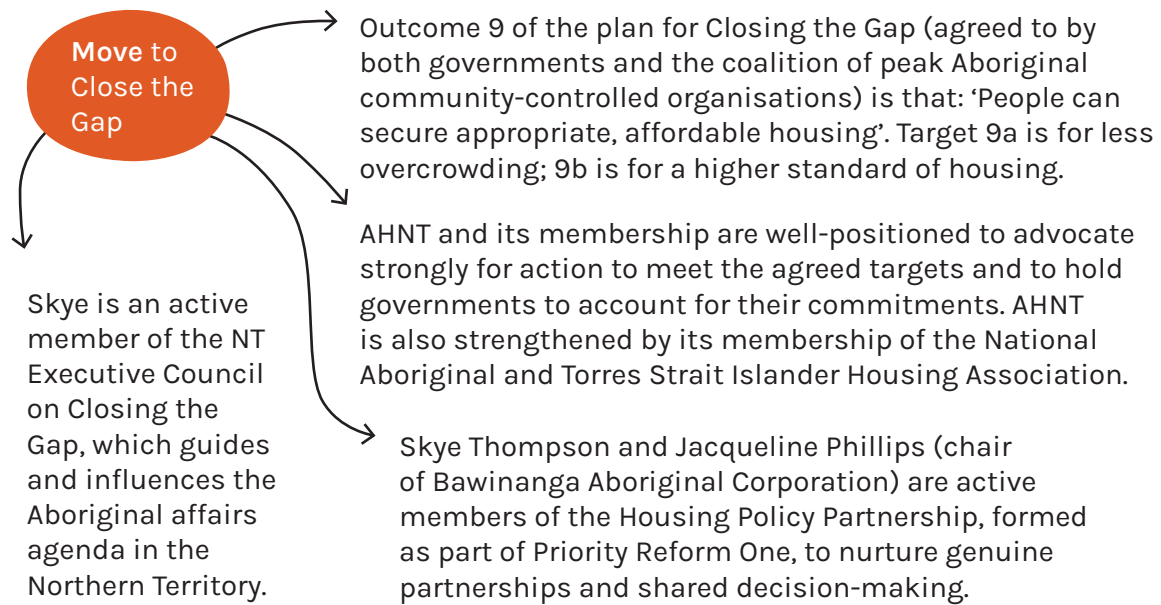 Move to
Close the
Gap
Outcome 9 of the plan for Closing the Gap (agreed to by
both governments and the coalition of peak Aboriginal
community-controlled organisations) is that: ‘People can
secure appropriate, affordable housing’. Target 9a is for less
overcrowding; 9b is for a higher standard of housing.
AHNT and its membership are well-positioned to advocate
strongly for action to meet the agreed targets and to hold
governments to account for their commitments. AHNT
is also strengthened by its membership of the National
Aboriginal and Torres Strait Islander Housing Association.
Skye Thompson and Jacqueline Phillips (chair
of Bawinanga Aboriginal Corporation) are active
members of the Housing Policy Partnership, formed
as part of Priority Reform One, to nurture genuine
partnerships and shared decision-making.
Skye is an active
member of the NT
Executive Council
on Closing the
Gap, which guides
and influences the
Aboriginal affairs
agenda in the
Northern Territory.